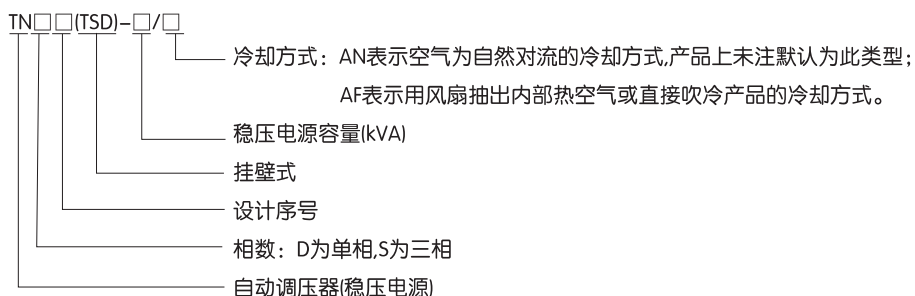 TN□□(TSD)-□/□
冷却方式：AN表示空气为自然对流的冷却方式,产品上未注默认为此类型；
AF表示用风扇抽出内部热空气或直接吹冷产品的冷却方式。
稳压电源容量(kVA)
挂壁式
设计序号
相数：D为单相,S为三相
自动调压器(稳压电源)